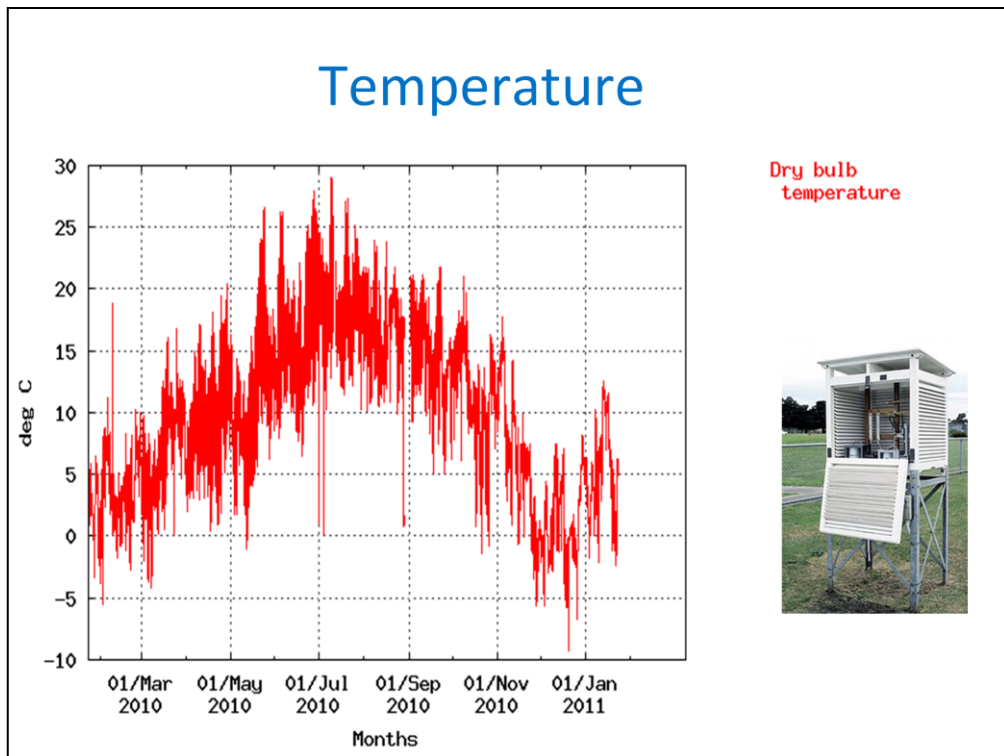 Temperature
Dry bulb
temperature
30
25
20
15
10
5
0
-5
-10
deg C
01/Mar 01/May 01/Jul 01/Sep 01/Nov 01/Jan
2010 2010 2010 2010 2010 2011
Months